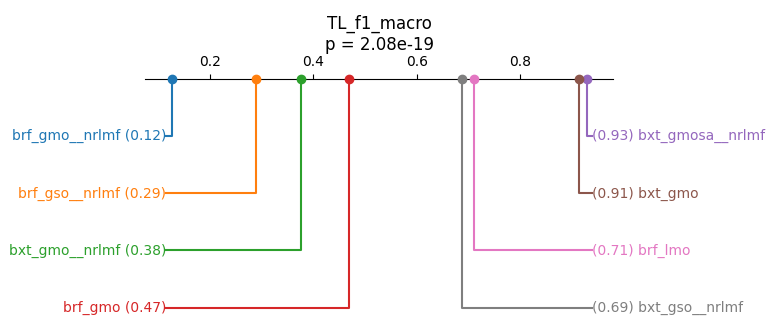 TL_f1_macro
p = 2.08e-19
0.2 0.4 0.6 0.8
brf_gmo__nrlmf (0.12)
(0.93) bxt_gmosa__nrlmf
brf_gso__nrlmf (0.29)
(0.91) bxt_gmo
bxt_gmo__nrlmf (0.38)
(0.71) brf_lmo
brf_gmo (0.47)
(0.69) bxt_gso__nrlmf